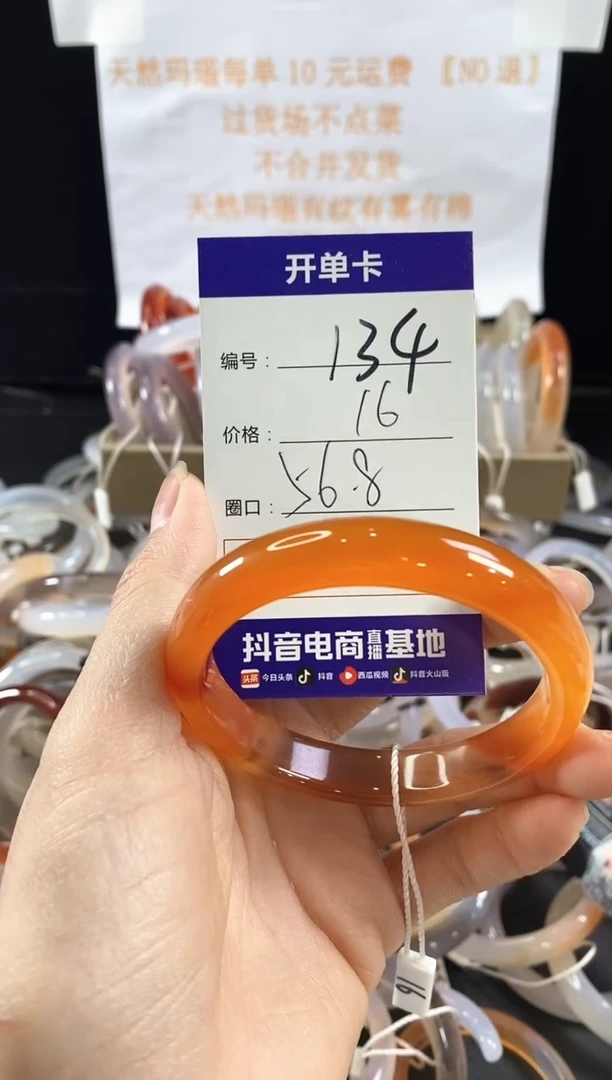 天然玛瑙每单10元运费【NO退】
过货场不点菜
不合并发货
天然玛瑙有纹有雾有棉
开单卡
编号：134
价格：16
圈口：56.8
抖音电商直播基地
头条 今日头条 抖音 西瓜视频 抖音火山版
16